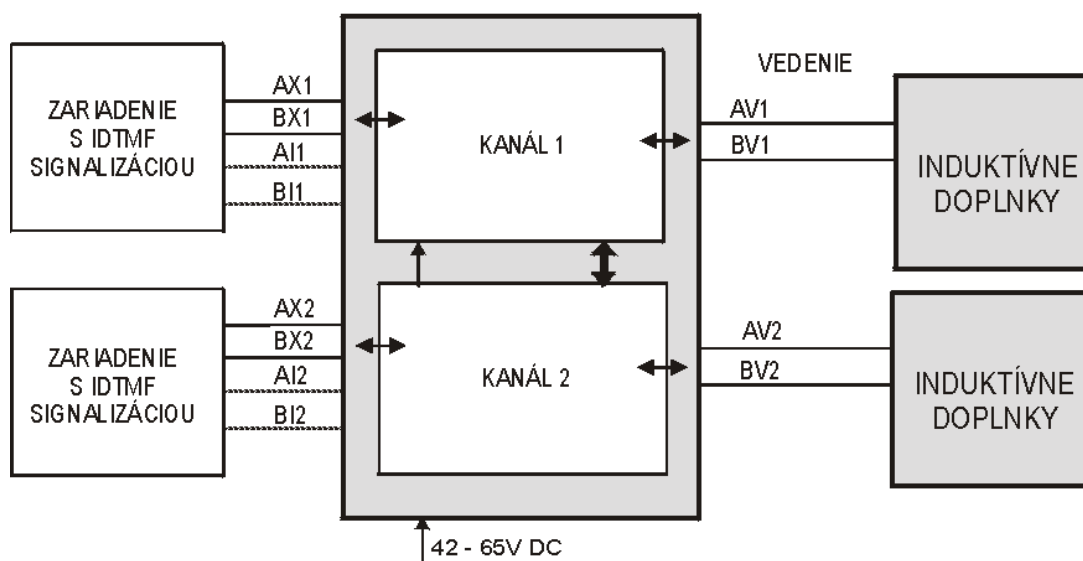 ZARIADENIE
S IDTMF
SIGNALIZÁCIOU
AX1
BX1
AI1
BI1
KANÁL 1
VEDENIE
AV1
BV1
INDUKTÍVNE
DOPLNKY
ZARIADENIE
S IDTMF
SIGNALIZÁCIOU
AX2
BX2
AI2
BI2
KANÁL 2
AV2
BV2
INDUKTÍVNE
DOPLNKY
42 - 65V DC